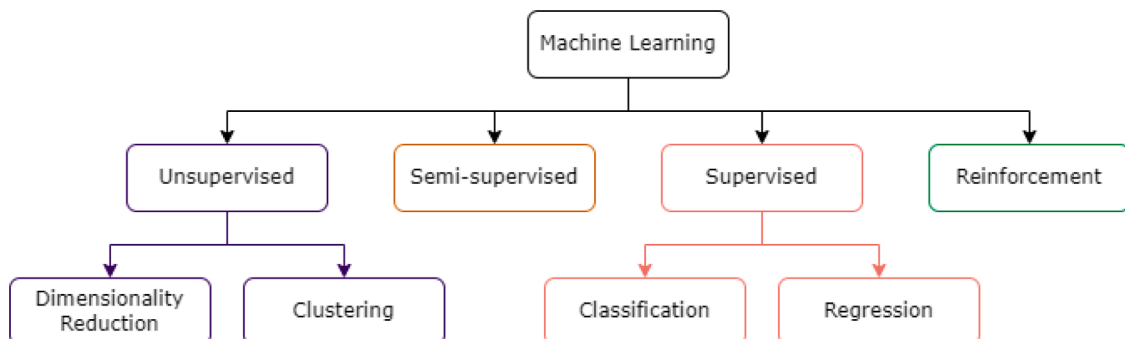 Machine Learning
Unsupervised
Semi-supervised
Supervised
Reinforcement
Dimensionality
Reduction
Clustering
Classification
Regression